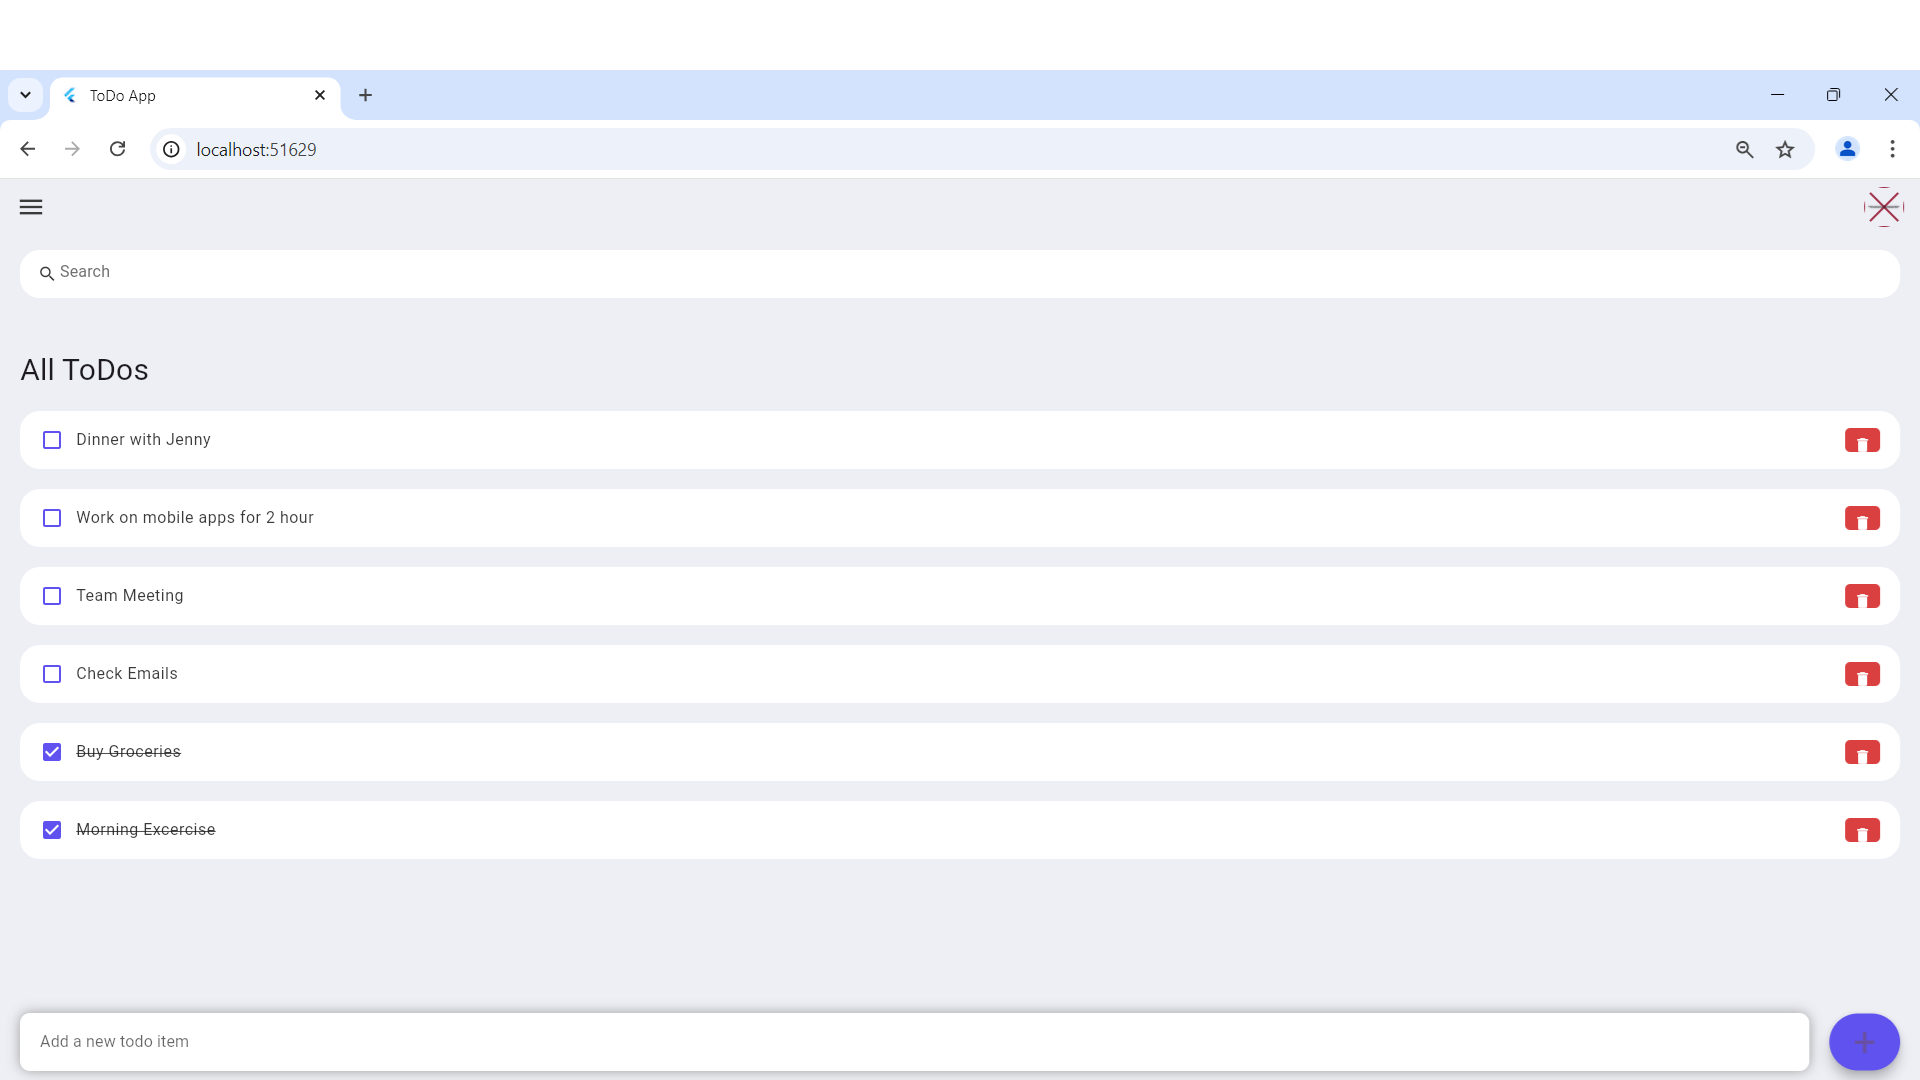 ToDo App
localhost:51629
Search
All ToDos
Dinner with Jenny
Work on mobile apps for 2 hour
Team Meeting
Check Emails
Buy Groceries
Morning Excercise
Add a new todo item